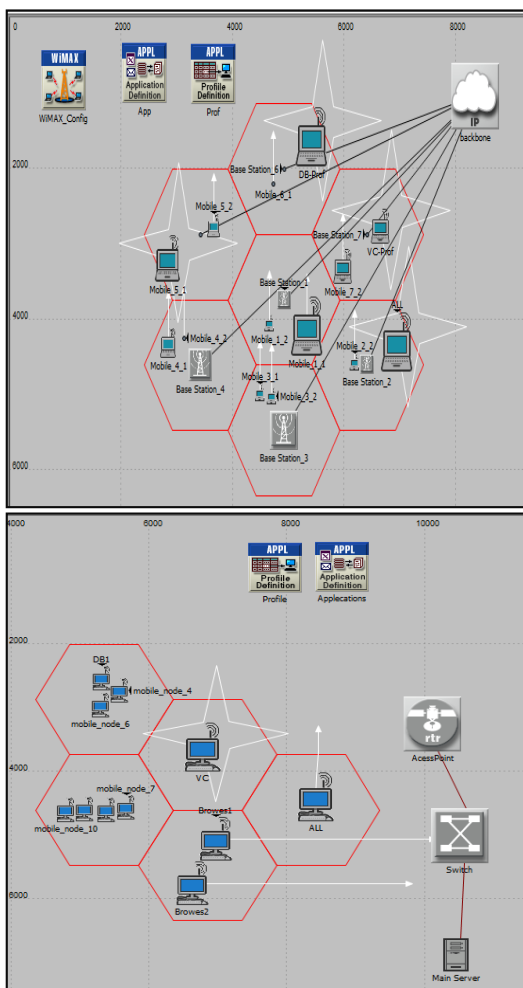 0
2000
4000
6000
8000
WiMAX
WiMAX_Config
APPL
Application
Definition
App
APPL
Profile
Definition
Prof
IP
backbone
2000
Base Station_6
DB-Prof
Mobile_6_1
Mobile_5_2
Base Station_7
VC-Prof
Mobile_5_1
Base Station_1
Mobile_7_2
4000
ALL
Mobile_4_2
Mobile_1_2
Mobile_1_1
Mobile_2_2
Mobile_4_1
Base Station_4
Mobile_3_1
Base Station_2
Mobile_3_2
Base Station_3
6000
4000
6000
8000
10000
APPL
Profile
Definition
Profile
APPL
Application
Definition
Applecations
2000
DB1
mobile_node_4
mobile_node_6
rtr
AcessPoint
VC
4000
mobile_node_7
mobile_node_10
Browes1
ALL
Switch
Browes2
6000
Main Server